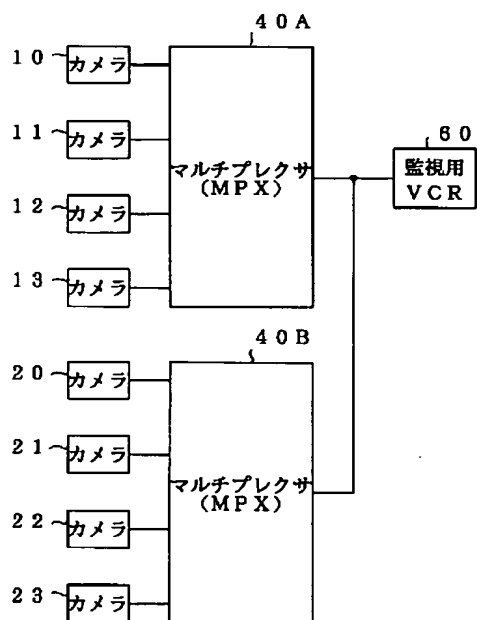 40A
10 カメラ
11 カメラ
12 カメラ
13 カメラ
マルチプレクサ
(MPX)
60
監視用
VCR
40B
20 カメラ
21 カメラ
22 カメラ
23 カメラ
マルチプレクサ
(MPX)